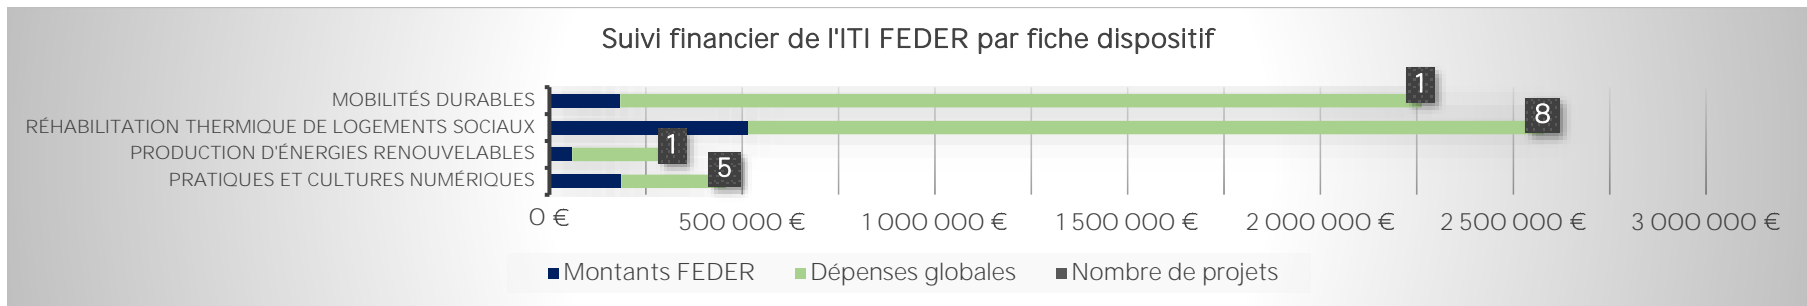 Suivi financier de l'ITI FEDER par fiche dispositif
MOBILITÉS DURABLES
1
RÉHABILITATION THERMIQUE DE LOGEMENTS SOCIAUX
8
PRODUCTION D'ÉNERGIES RENOUVELABLES
1
PRATIQUES ET CULTURES NUMÉRIQUES
5
0 € 500 000 € 1 000 000 € 1 500 000 € 2 000 000 € 2 500 000 € 3 000 000 €
Montants FEDER Dépenses globales Nombre de projets